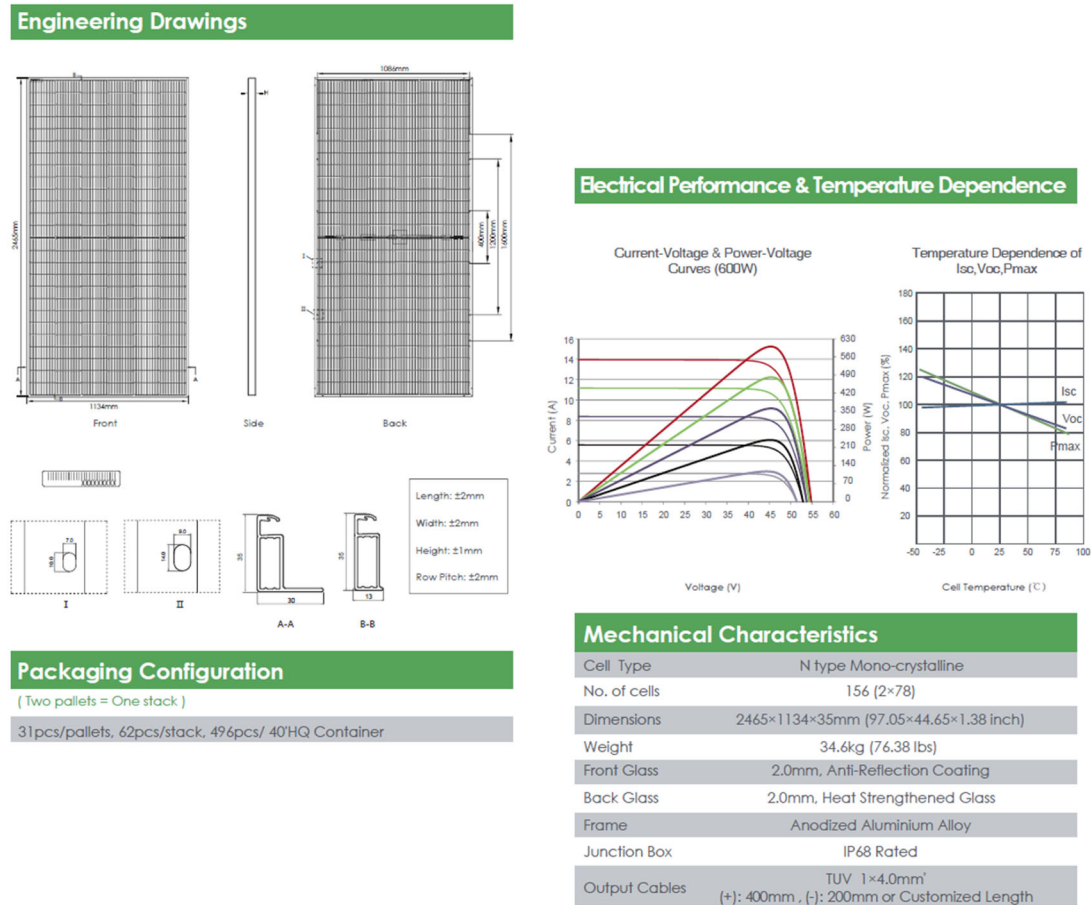 Engineering Drawings
1086mm
H
2465mm
400mm
1200mm
1600mm
A
A
1134mm
Front
Side
Back
7.0
I
9.0
14.0
II
35
30
A-A
35
13
B-B
Length: ±2mm
Width: ±2mm
Height: ±1mm
Row Pitch: ±2mm
Packaging Configuration
( Two pallets = One stack )
31pcs/pallets, 62pcs/stack, 496pcs/ 40'HQ Container
Electrical Performance & Temperature Dependence
Current-Voltage & Power-Voltage
Curves (600W)
16
14
12
10
8
6
4
2
0
Current (A)
0 5 10 15 20 25 30 35 40 45 50 55 60
630
560
490
420
350
280
210
140
70
0
Power (W)
Voltage (V)
Temperature Dependence of
Isc,Voc,Pmax
180
160
140
120
100
80
60
40
20
Normalized Isc, Voc, Pmax (%)
Isc
Voc
Pmax
-50 -25 0 25 50 75 100
Cell Temperature (℃)
Mechanical Characteristics
Cell Type N type Mono-crystalline
No. of cells 156 (2×78)
Dimensions 2465×1134×35mm (97.05×44.65×1.38 inch)
Weight 34.6kg (76.38 lbs)
Front Glass 2.0mm, Anti-Reflection Coating
Back Glass 2.0mm, Heat Strengthened Glass
Frame Anodized Aluminium Alloy
Junction Box IP68 Rated
Output Cables TUV 1×4.0mm'
(+): 400mm , (-): 200mm or Customized Length